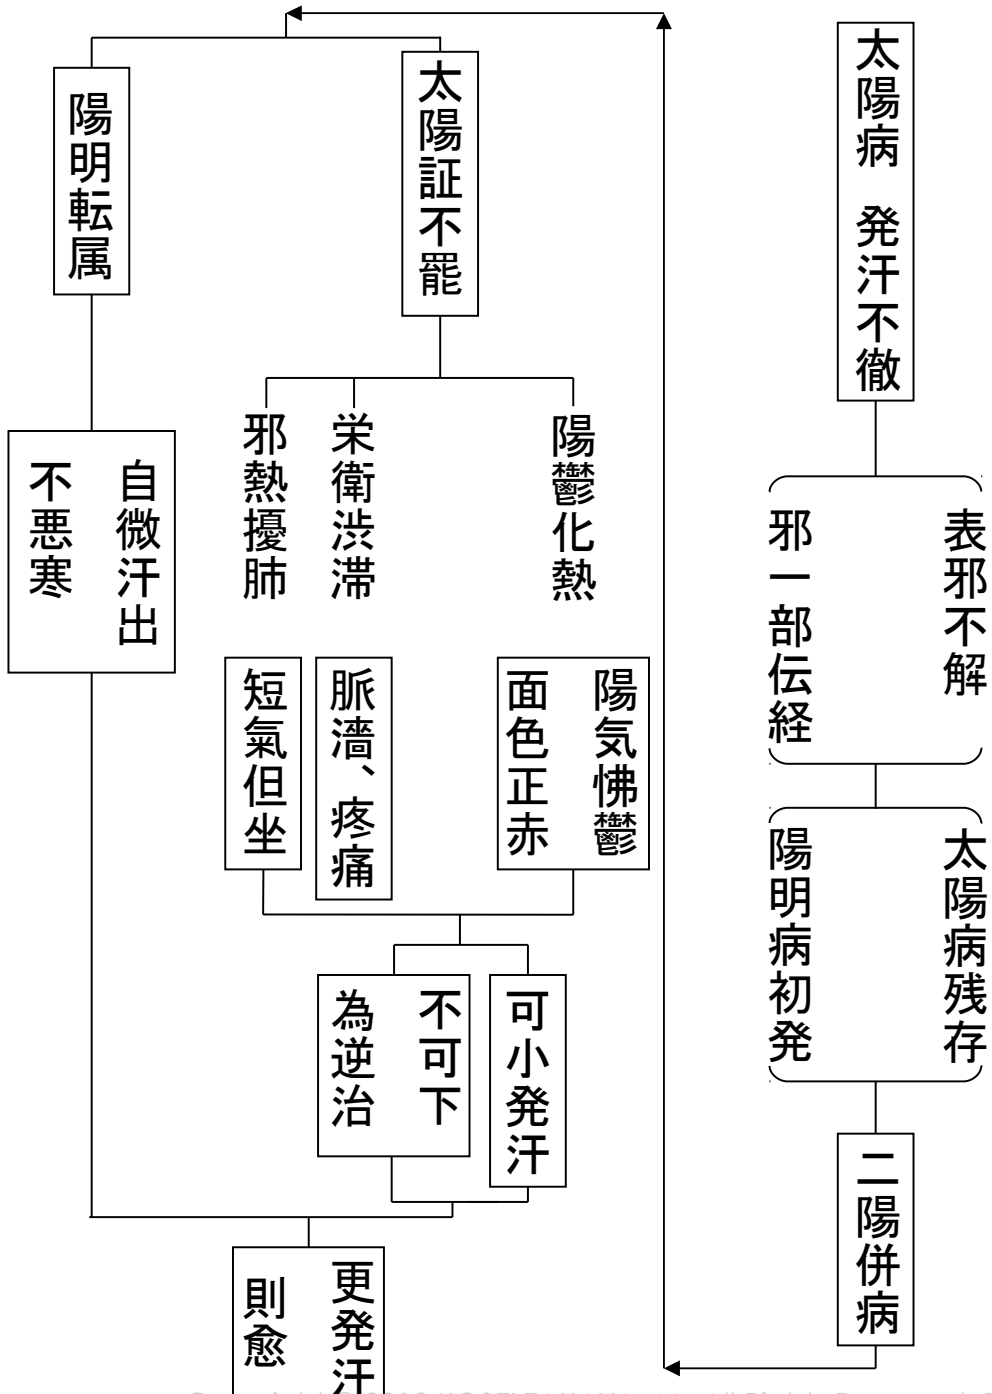 太陽病　発汗不徹
表邪不解
邪一部伝経
太陽病残存
陽明病初発
二陽併病
太陽証不罷
陽鬱化熱
栄衛渋滞
邪熱擾肺
陽気怫鬱
面色正赤
脈濇、疼痛
短氣但坐
可小発汗
不可下
為逆治
陽明転属
自微汗出
不悪寒
更発汗
則愈